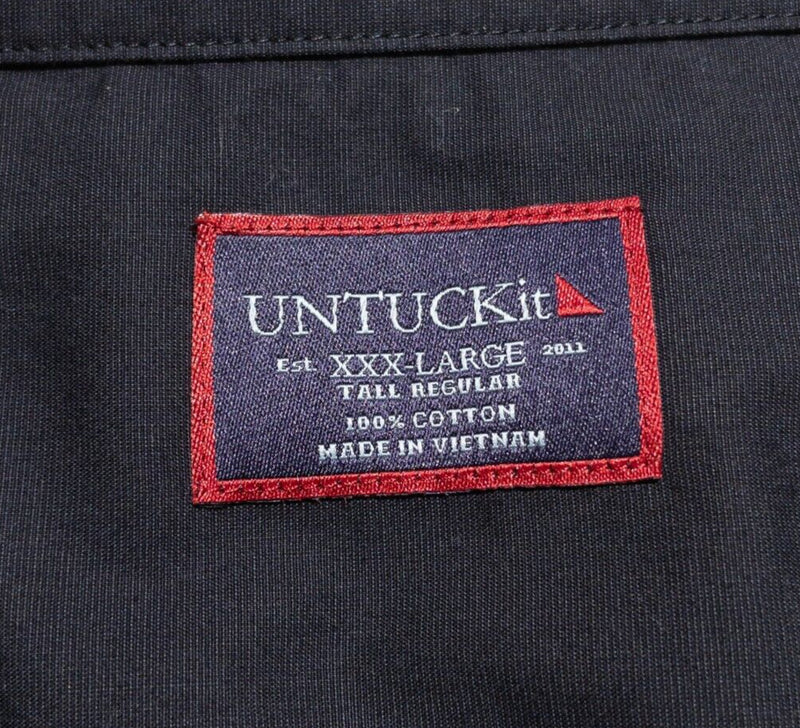 UNTUCKit
Est. XXX-LARGE 2011
TALL REGULAR
100% COTTON
MADE IN VIETNAM